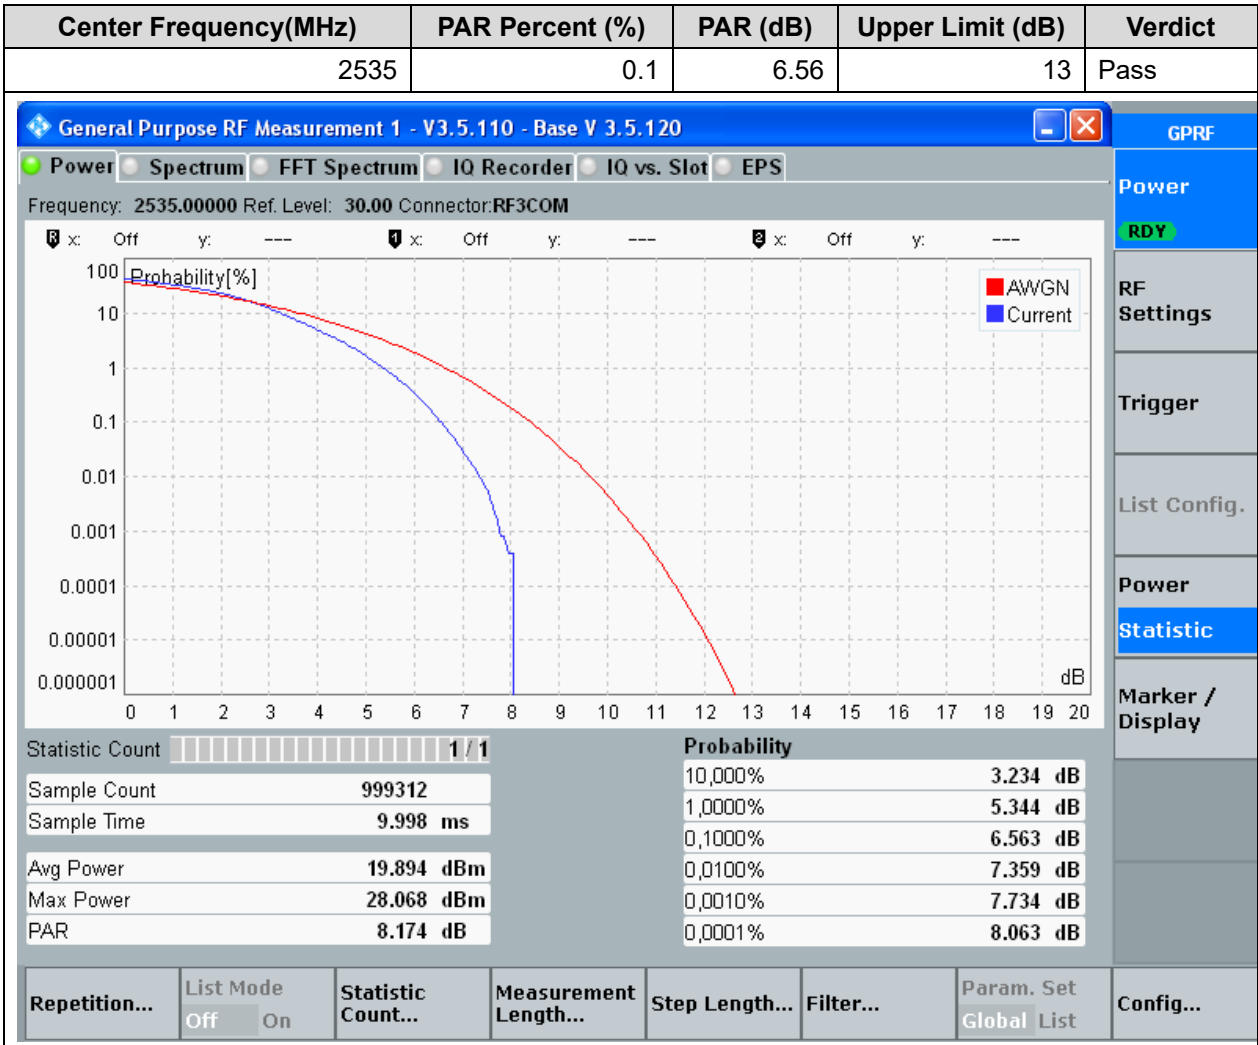 Center Frequency(MHz) PAR Percent (%) PAR (dB) Upper Limit (dB) Verdict
2535 0.1 6.56 13 Pass
General Purpose RF Measurement 1 - V3.5.110 - Base V 3.5.120
GPRF
Power Spectrum FFT Spectrum IQ Recorder IQ vs. Slot EPS
Frequency: 2535.00000 Ref. Level: 30.00 Connector:RF3COM
R x: Off y: --- 1 x: Off y: --- 2 x: Off y: ---
Probability[%]
AWGN
Current
100
10
1
0.1
0.01
0.001
0.0001
0.00001
0.000001
dB
0 1 2 3 4 5 6 7 8 9 10 11 12 13 14 15 16 17 18 19 20
Statistic Count 1 / 1
Sample Count 999312
Sample Time 9.998 ms
Avg Power 19.894 dBm
Max Power 28.068 dBm
PAR 8.174 dB
Probability
10,000% 3.234 dB
1,0000% 5.344 dB
0,1000% 6.563 dB
0,0100% 7.359 dB
0,0010% 7.734 dB
0,0001% 8.063 dB
Power
RDY
RF
Settings
Trigger
List Config.
Power
Statistic
Marker /
Display
Repetition...
List Mode
Off On
Statistic
Count...
Measurement
Length...
Step Length...
Filter...
Param. Set
Global List
Config...